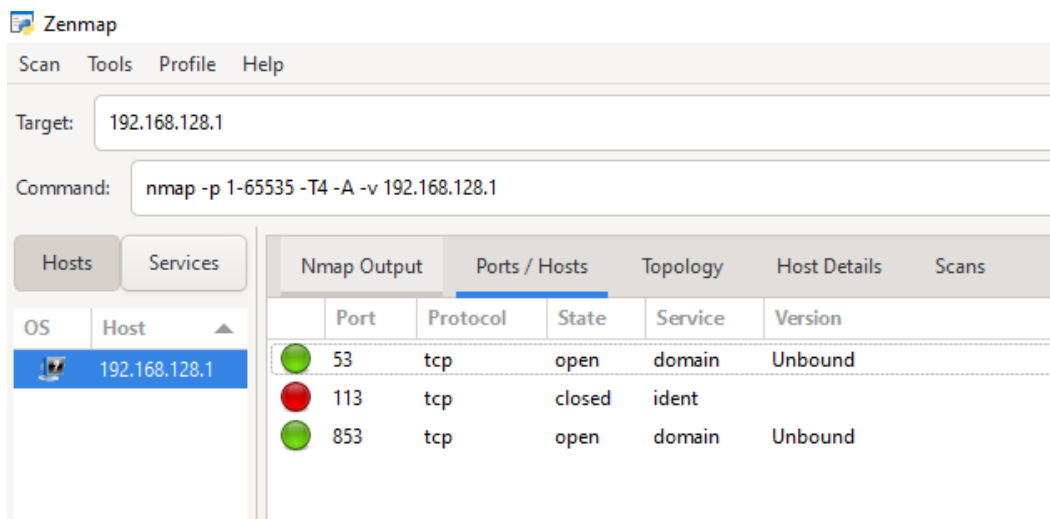 Zenmap
Scan Tools Profile Help
Target: 192.168.128.1
Command: nmap -p 1-65535 -T4 -A -v 192.168.128.1
Hosts Services Nmap Output Ports / Hosts Topology Host Details Scans
OS Host Port Protocol State Service Version
192.168.128.1 53 tcp open domain Unbound
113 tcp closed ident
853 tcp open domain Unbound